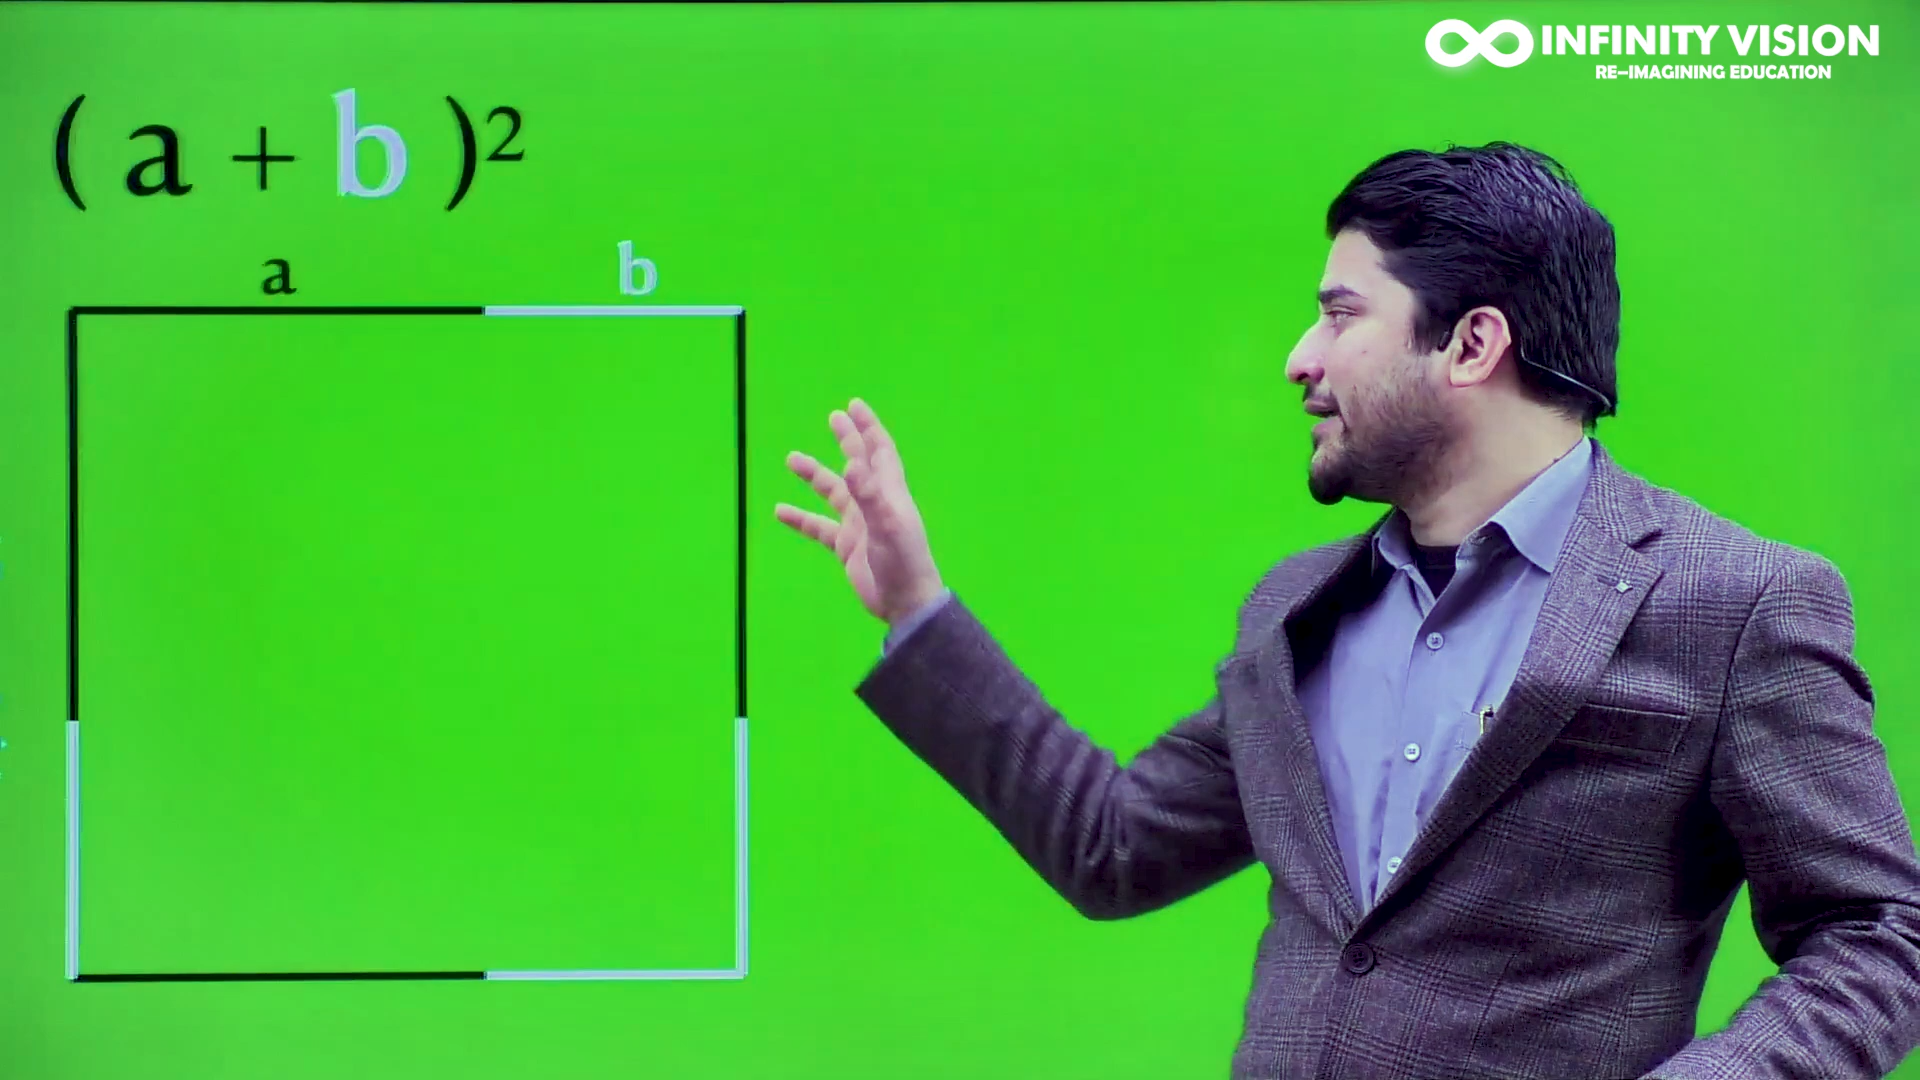 INFINITY VISION
RE-IMAGINING EDUCATION
( a + b )²
a b